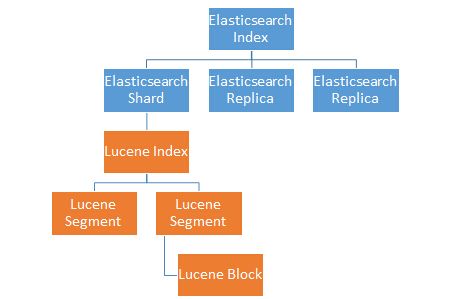 Elasticsearch
Index
Elasticsearch
Shard
Elasticsearch
Replica
Elasticsearch
Replica
Lucene Index
Lucene
Segment
Lucene
Segment
Lucene Block